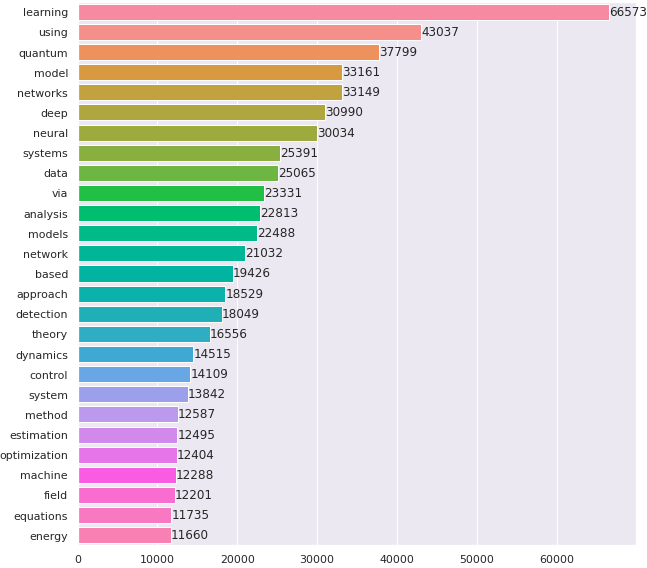 learning 66573
using 43037
quantum 37799
model 33161
networks 33149
deep 30990
neural 30034
systems 25391
data 25065
via 23331
analysis 22813
models 22488
network 21032
based 19426
approach 18529
detection 18049
theory 16556
dynamics 14515
control 14109
system 13842
method 12587
estimation 12495
optimization 12404
machine 12288
field 12201
equations 11735
energy 11660
0 10000 20000 30000 40000 50000 60000